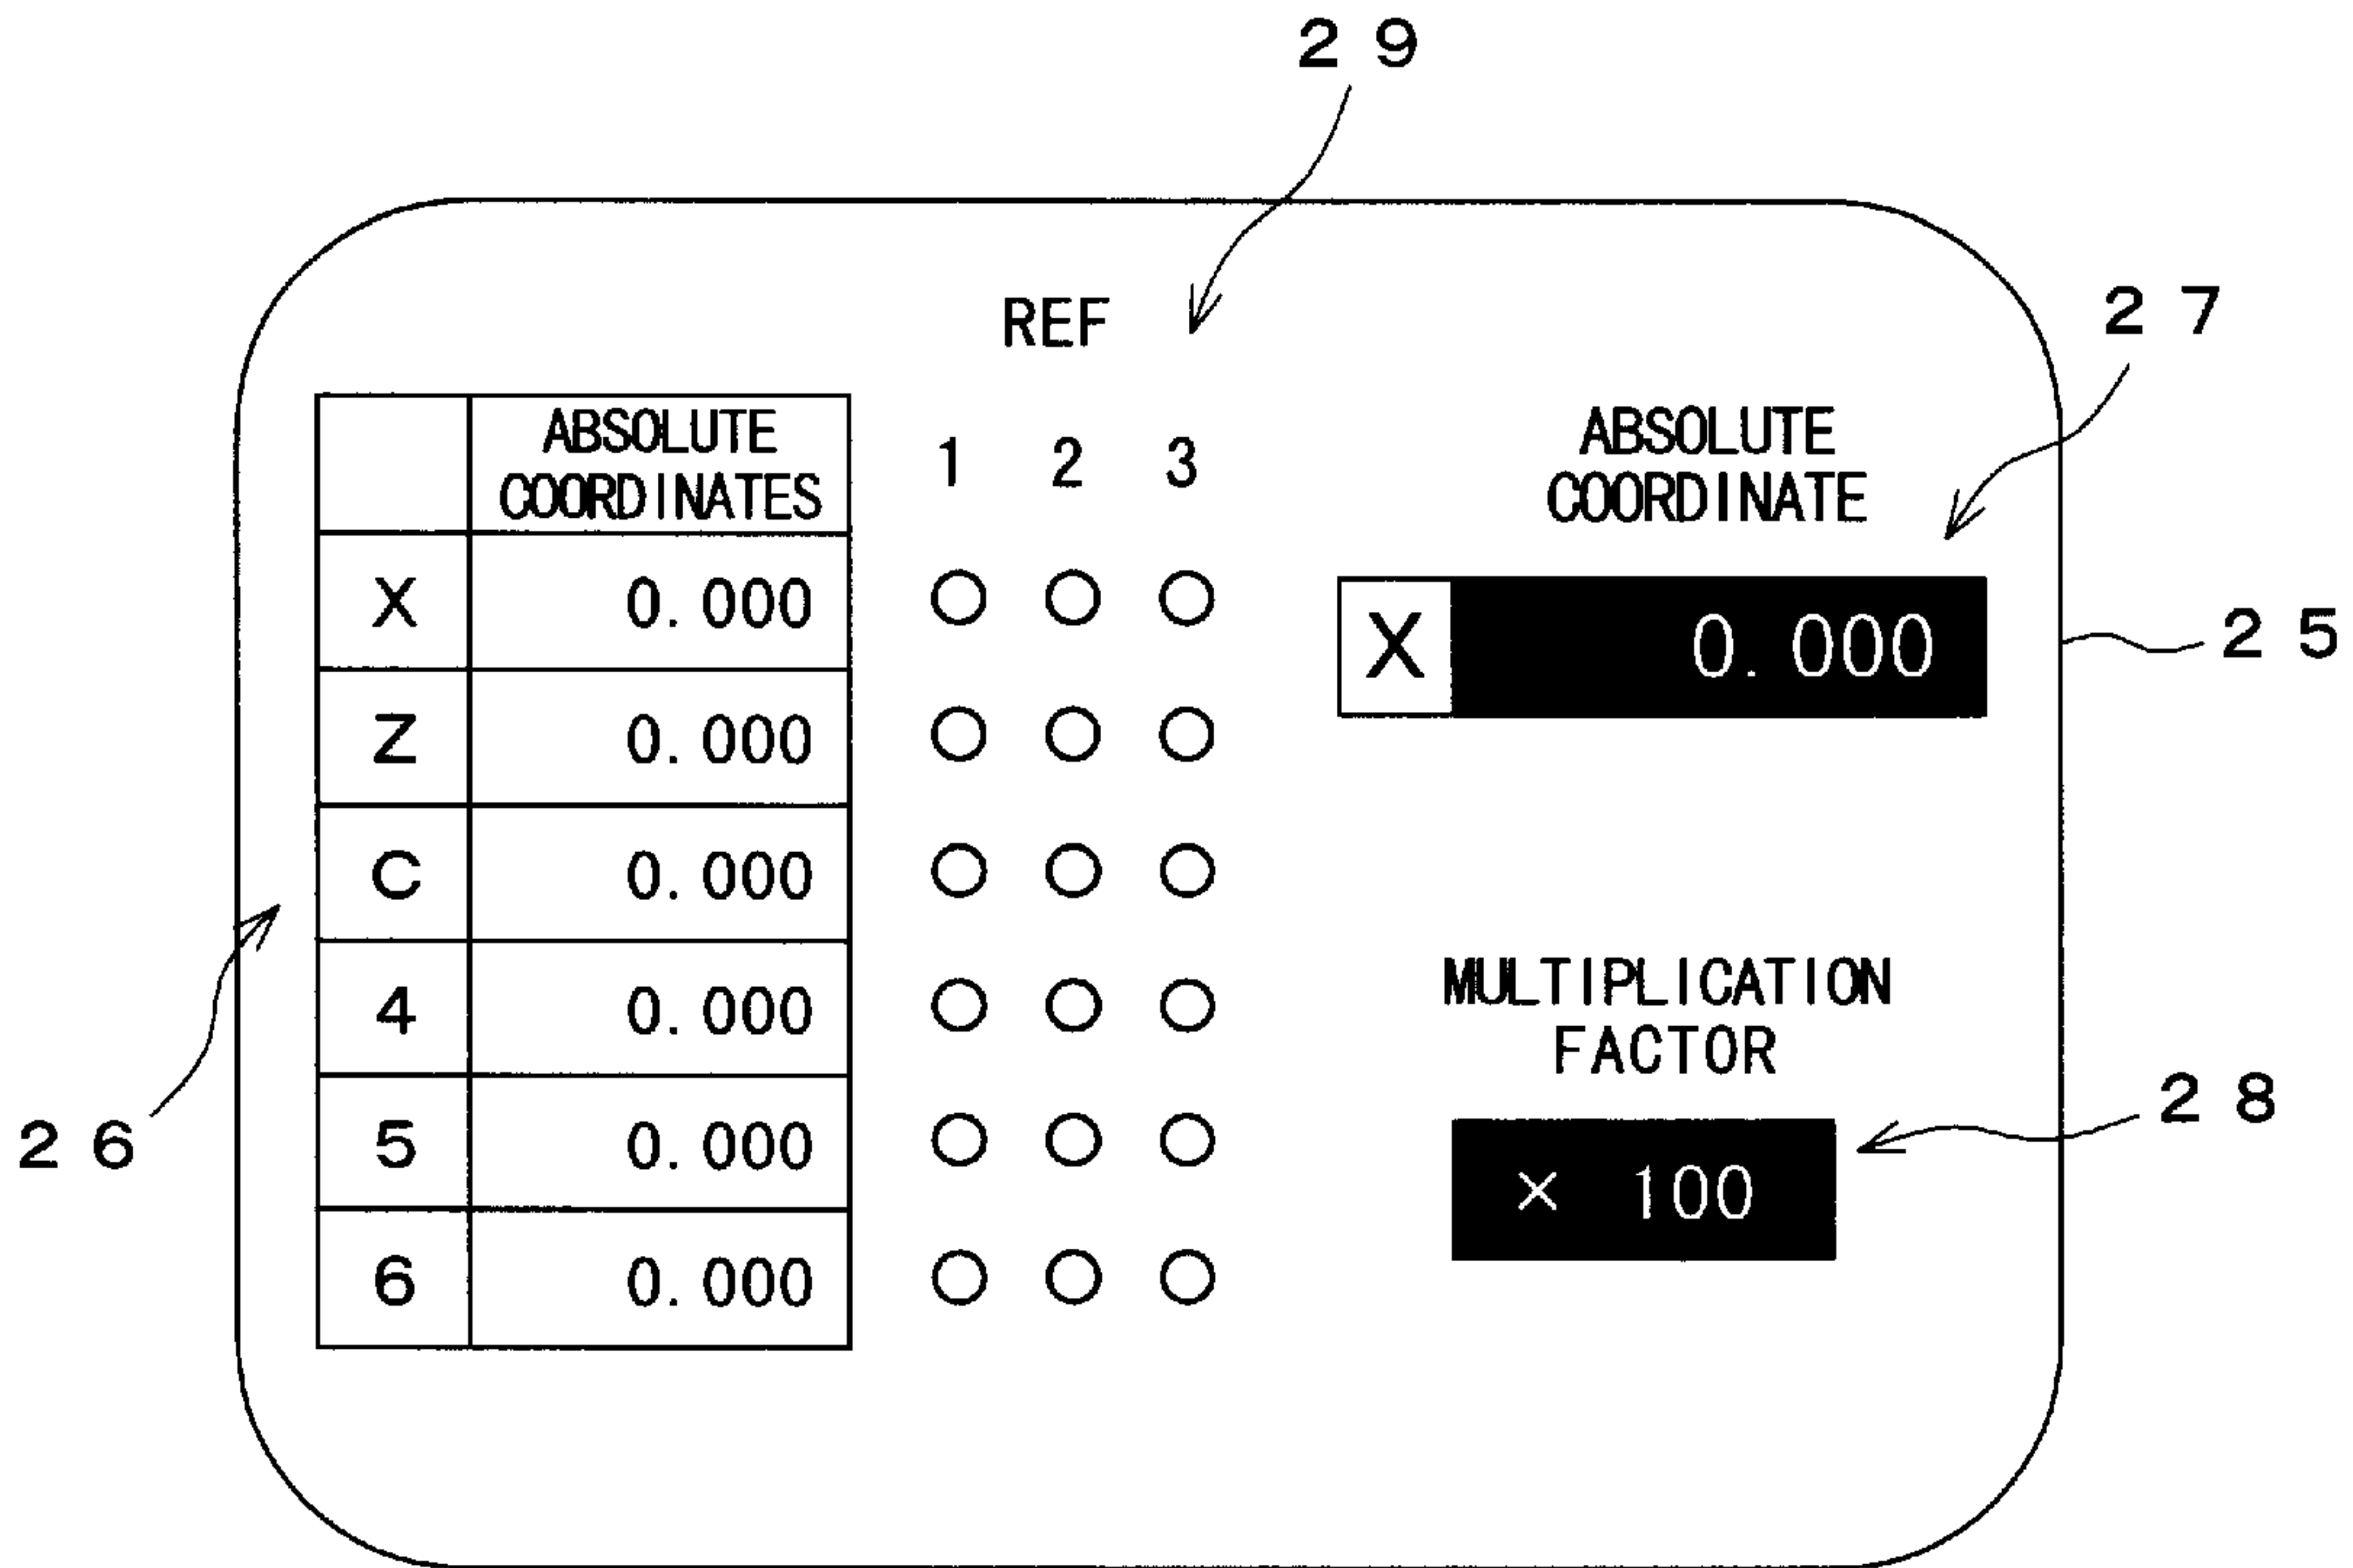 29
REF
27
ABSOLUTE
COORDINATES
1 2 3
ABSOLUTE
COORDINATE
X 0.000
X 0.000
25
Z 0.000
C 0.000
4 0.000
MULTIPLICATION
FACTOR
26
5 0.000
28
× 100
6 0.000